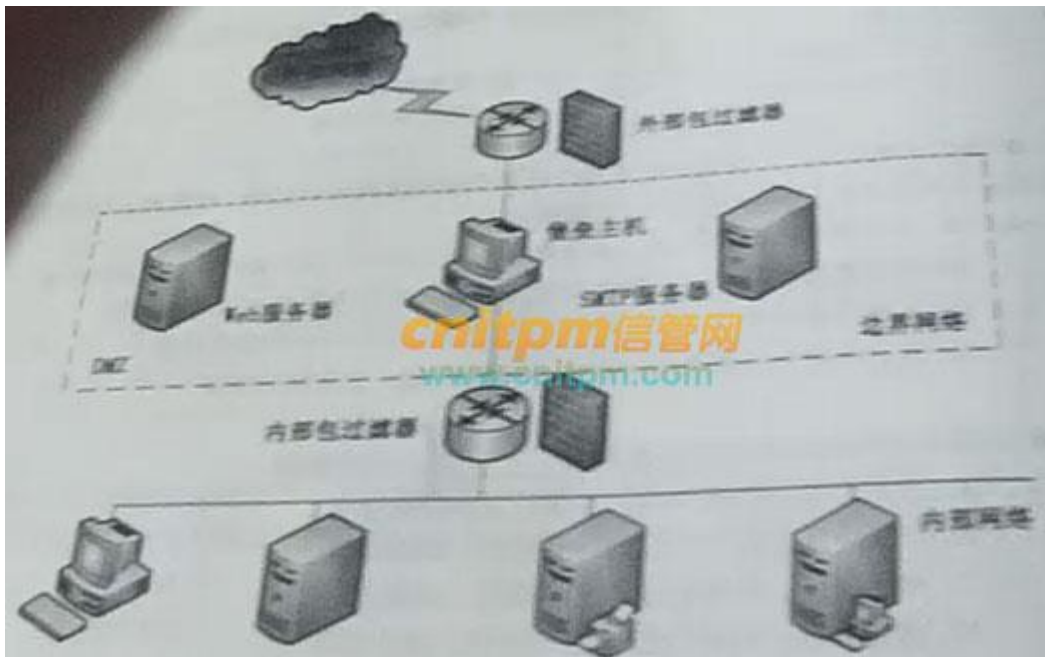 外部包过滤器
堡垒主机
Web服务器
SMTP服务器
边界网络
DMZ
cnitpm信管网
www.cnitpm.com
内部包过滤器
内部网络